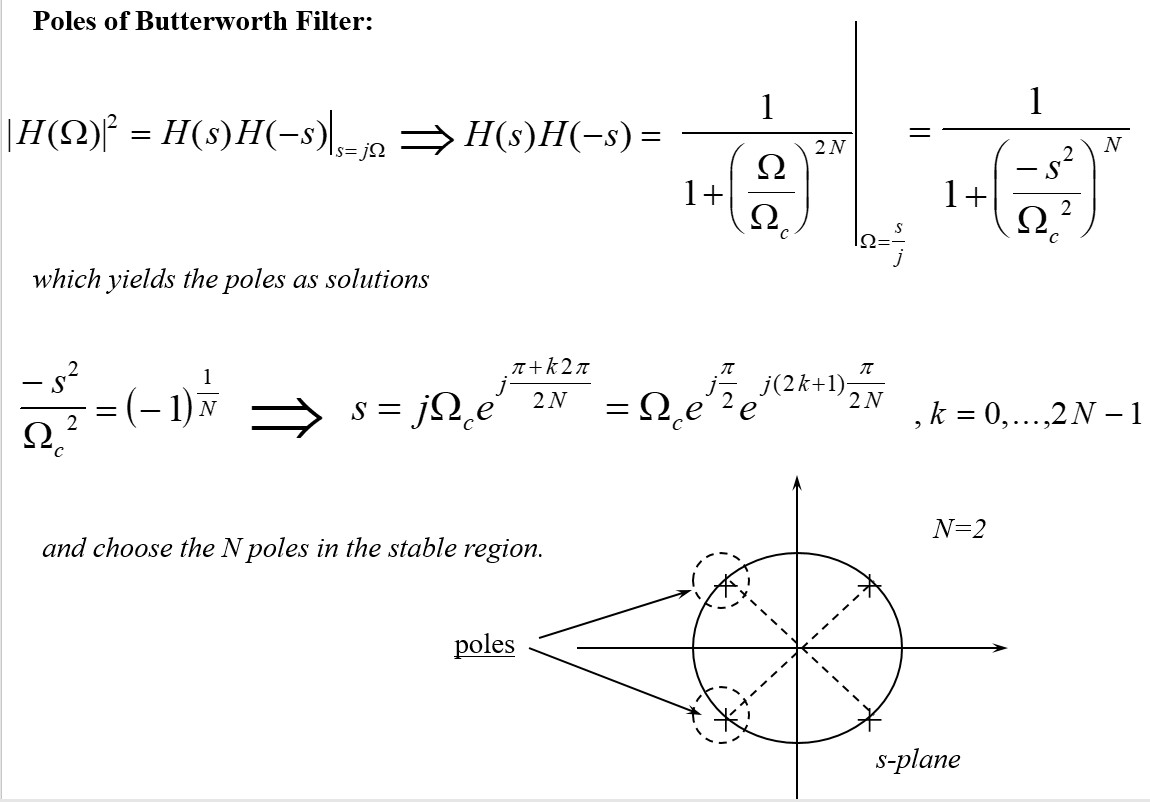 Poles of Butterworth Filter:
|H(Ω)|² = H(s)H(−s)|ₛ₌ⱼΩ ⟹ H(s)H(−s) = 1 / (1 + (Ω/Ω_c)^{2N}) |_{Ω=s/j} = 1 / (1 + (−s²/Ω_c²)^N)
which yields the poles as solutions
−s²/Ω_c² = (−1)^{1/N} ⟹ s = jΩ_c e^{j(π+k2π)/2N} = Ω_c e^{jπ/2} e^{j(2k+1)π/2N} , k = 0,...,2N − 1
N=2
and choose the N poles in the stable region.
poles
s-plane